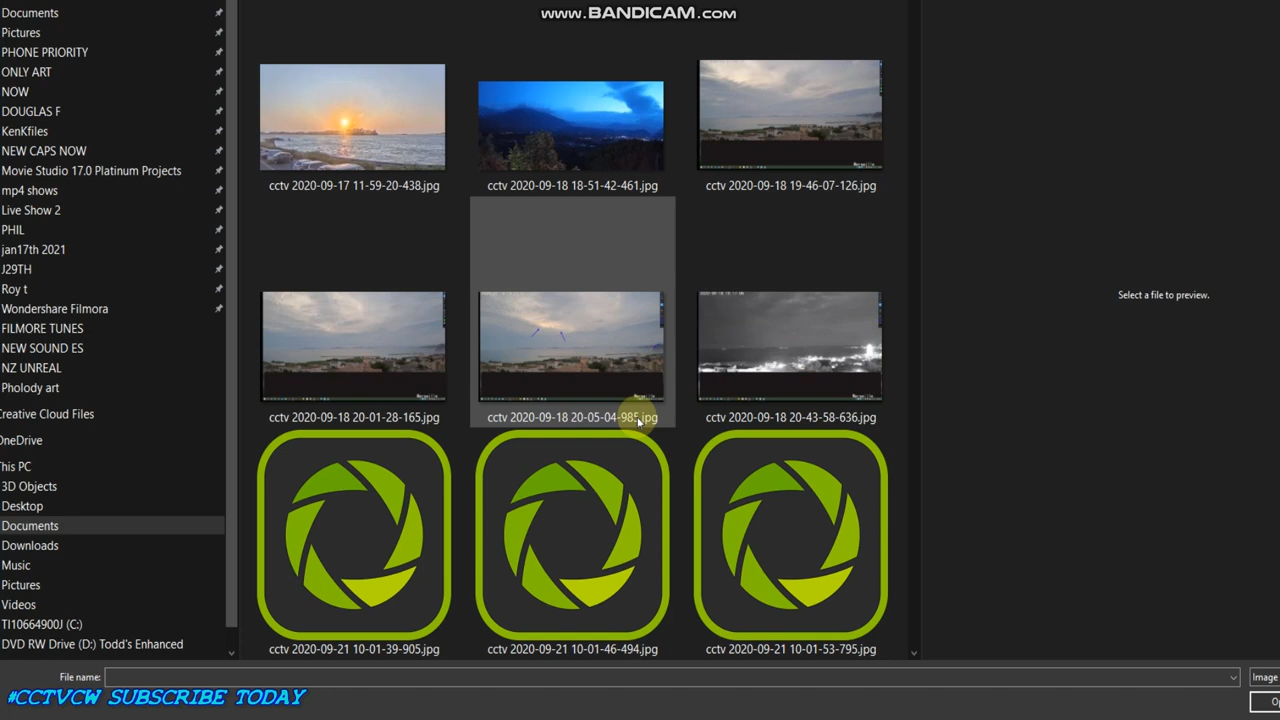 www.BANDICAM.com
Documents
Pictures
PHONE PRIORITY
ONLY ART
NOW
DOUGLAS F
KenKfiles
NEW CAPS NOW
Movie Studio 17.0 Platinum Projects
mp4 shows
Live Show 2
PHIL
jan17th 2021
J29TH
Roy t
Wondershare Filmora
FILMORE TUNES
NEW SOUND ES
NZ UNREAL
Pholody art
Creative Cloud Files
OneDrive
This PC
3D Objects
Desktop
Documents
Downloads
Music
Pictures
Videos
TI10664900J (C:)
DVD RW Drive (D:) Todd's Enhanced
cctv 2020-09-17 11-59-20-438.jpg
cctv 2020-09-18 18-51-42-461.jpg
cctv 2020-09-18 19-46-07-126.jpg
cctv 2020-09-18 20-01-28-165.jpg
cctv 2020-09-18 20-05-04-985.jpg
cctv 2020-09-18 20-43-58-636.jpg
cctv 2020-09-21 10-01-39-905.jpg
cctv 2020-09-21 10-01-46-494.jpg
cctv 2020-09-21 10-01-53-795.jpg
Select a file to preview.
File name:
Image
#CCTVCW SUBSCRIBE TODAY